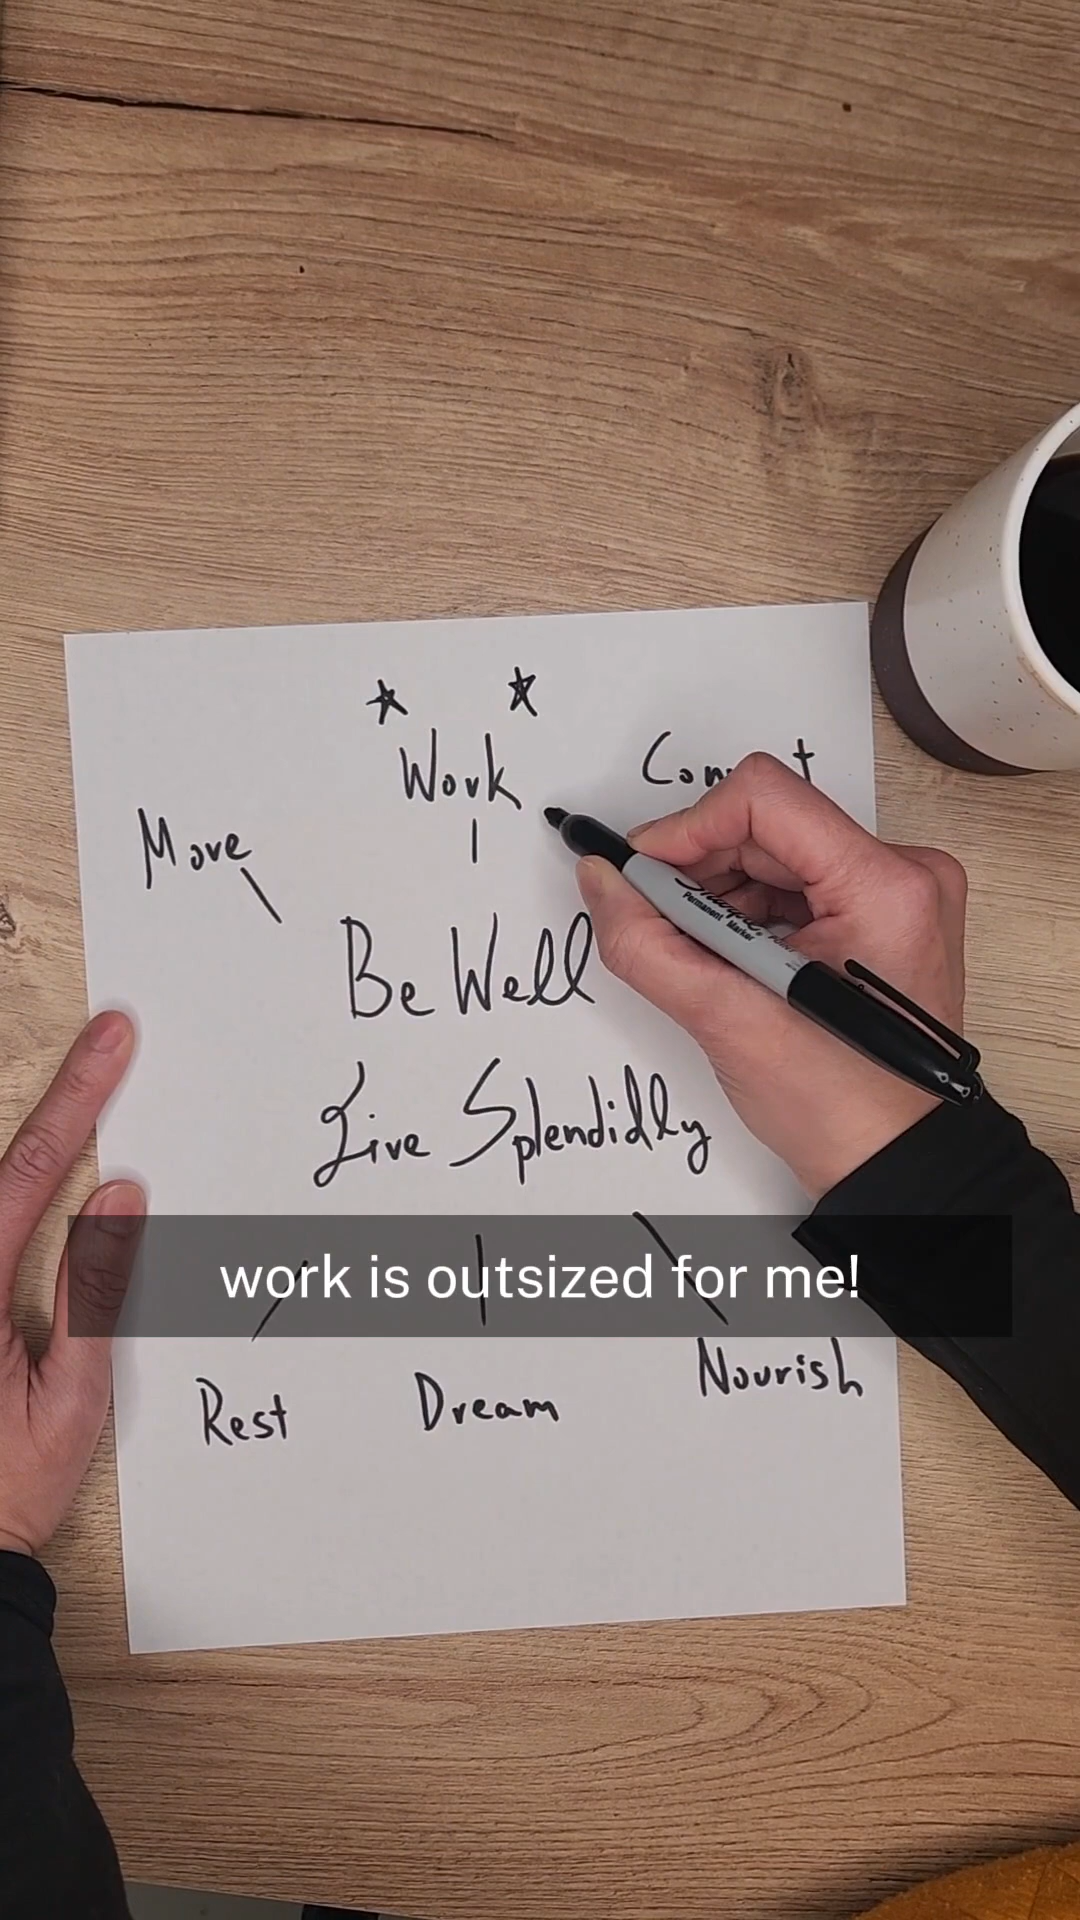 ★ ★
Work
Move
Be Well
Live Splendidly
work is outsized for me!
Rest Dream Nourish
Sharpie
Permanent Marker